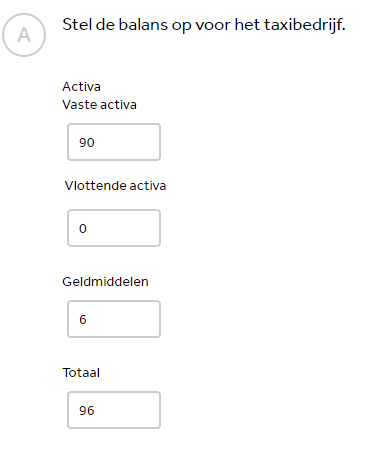 A
Stel de balans op voor het taxibedrijf.
Activa
Vaste activa
90
Vlottende activa
0
Geldmiddelen
6
Totaal
96